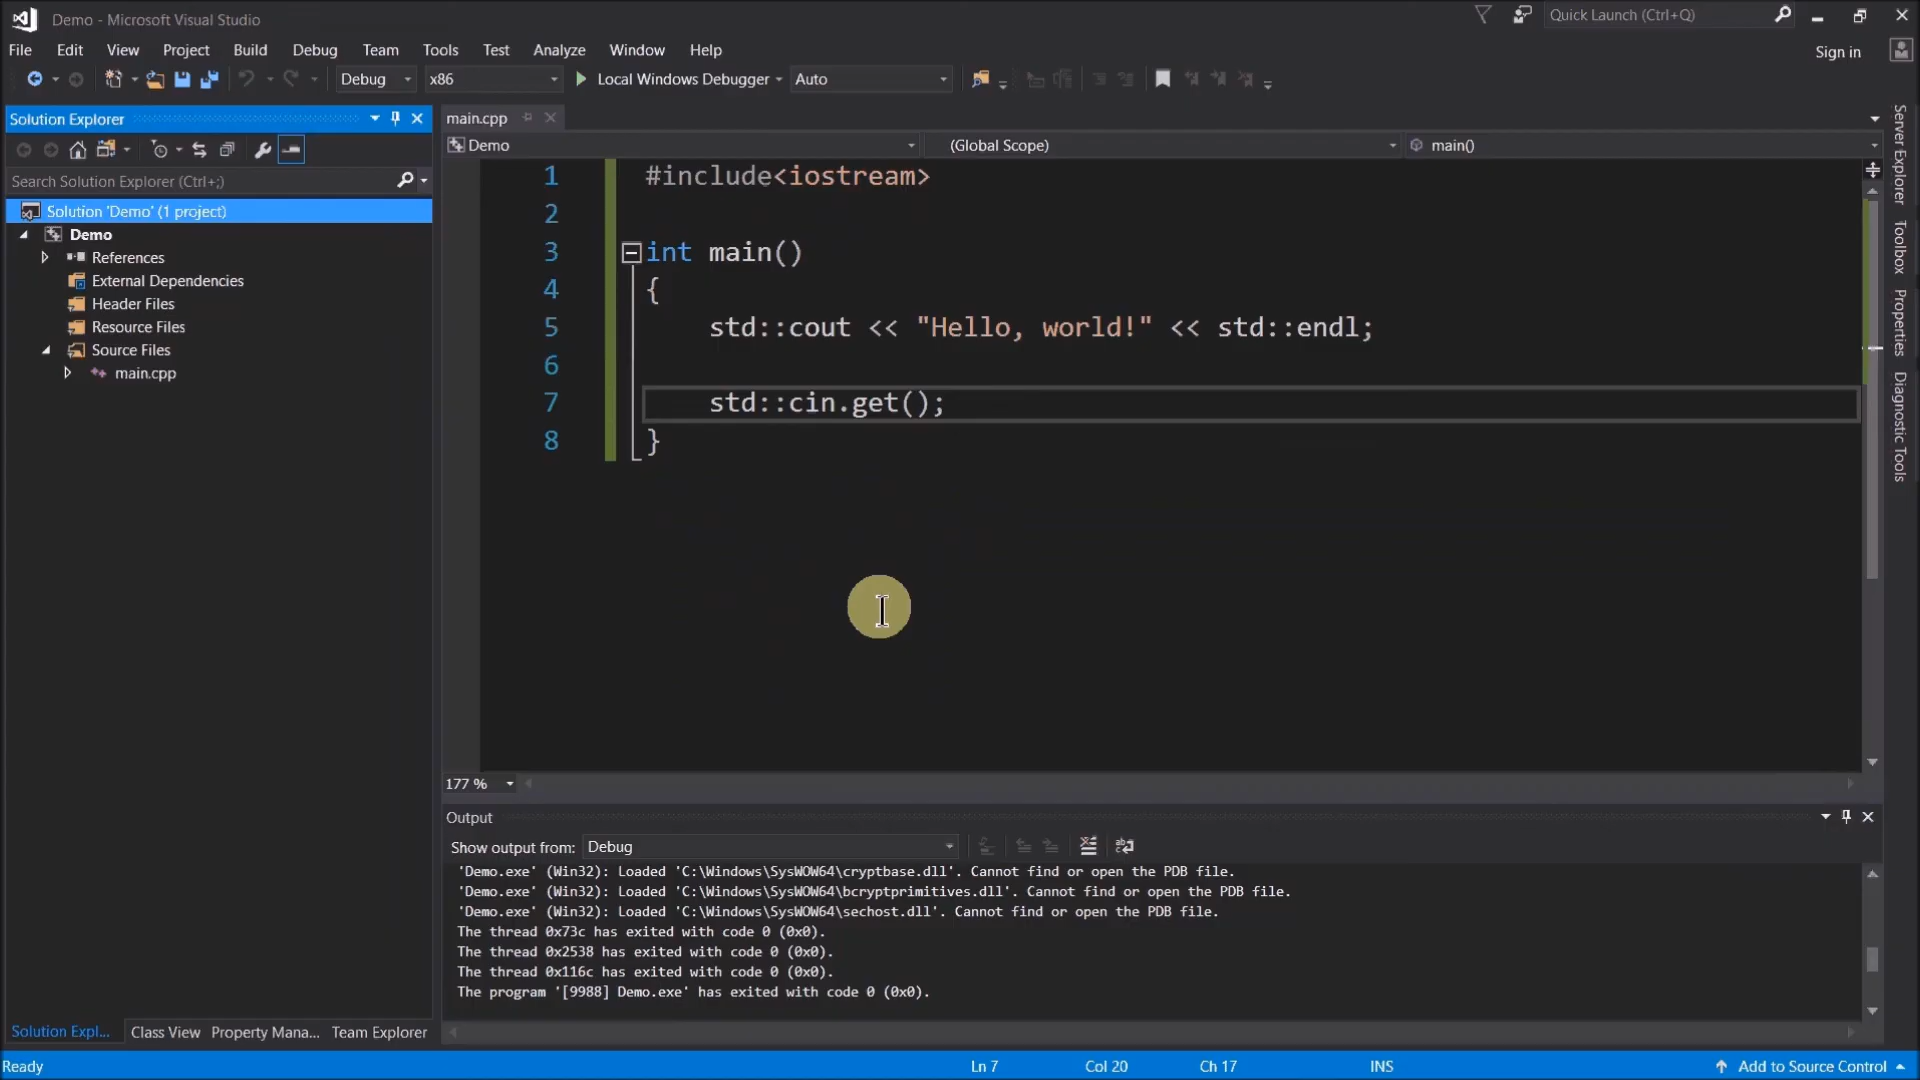 Demo - Microsoft Visual Studio
Quick Launch (Ctrl+Q)
File Edit View Project Build Debug Team Tools Test Analyze Window Help
Sign in
Debug x86 Local Windows Debugger Auto
Solution Explorer
Search Solution Explorer (Ctrl+;)
Solution 'Demo' (1 project)
Demo
References
External Dependencies
Header Files
Resource Files
Source Files
main.cpp
Solution Expl... Class View Property Mana... Team Explorer
main.cpp
Demo (Global Scope) main()
1 #include<iostream>
2
3 int main()
4 {
5 std::cout << "Hello, world!" << std::endl;
6
7 std::cin.get();
8 }
177 %
Output
Show output from: Debug
'Demo.exe' (Win32): Loaded 'C:\Windows\SysWOW64\cryptbase.dll'. Cannot find or open the PDB file.
'Demo.exe' (Win32): Loaded 'C:\Windows\SysWOW64\bcryptprimitives.dll'. Cannot find or open the PDB file.
'Demo.exe' (Win32): Loaded 'C:\Windows\SysWOW64\sechost.dll'. Cannot find or open the PDB file.
The thread 0x73c has exited with code 0 (0x0).
The thread 0x2538 has exited with code 0 (0x0).
The thread 0x116c has exited with code 0 (0x0).
The program '[9988] Demo.exe' has exited with code 0 (0x0).
Server Explorer
Toolbox
Properties
Diagnostic Tools
Ready Ln 7 Col 20 Ch 17 INS Add to Source Control